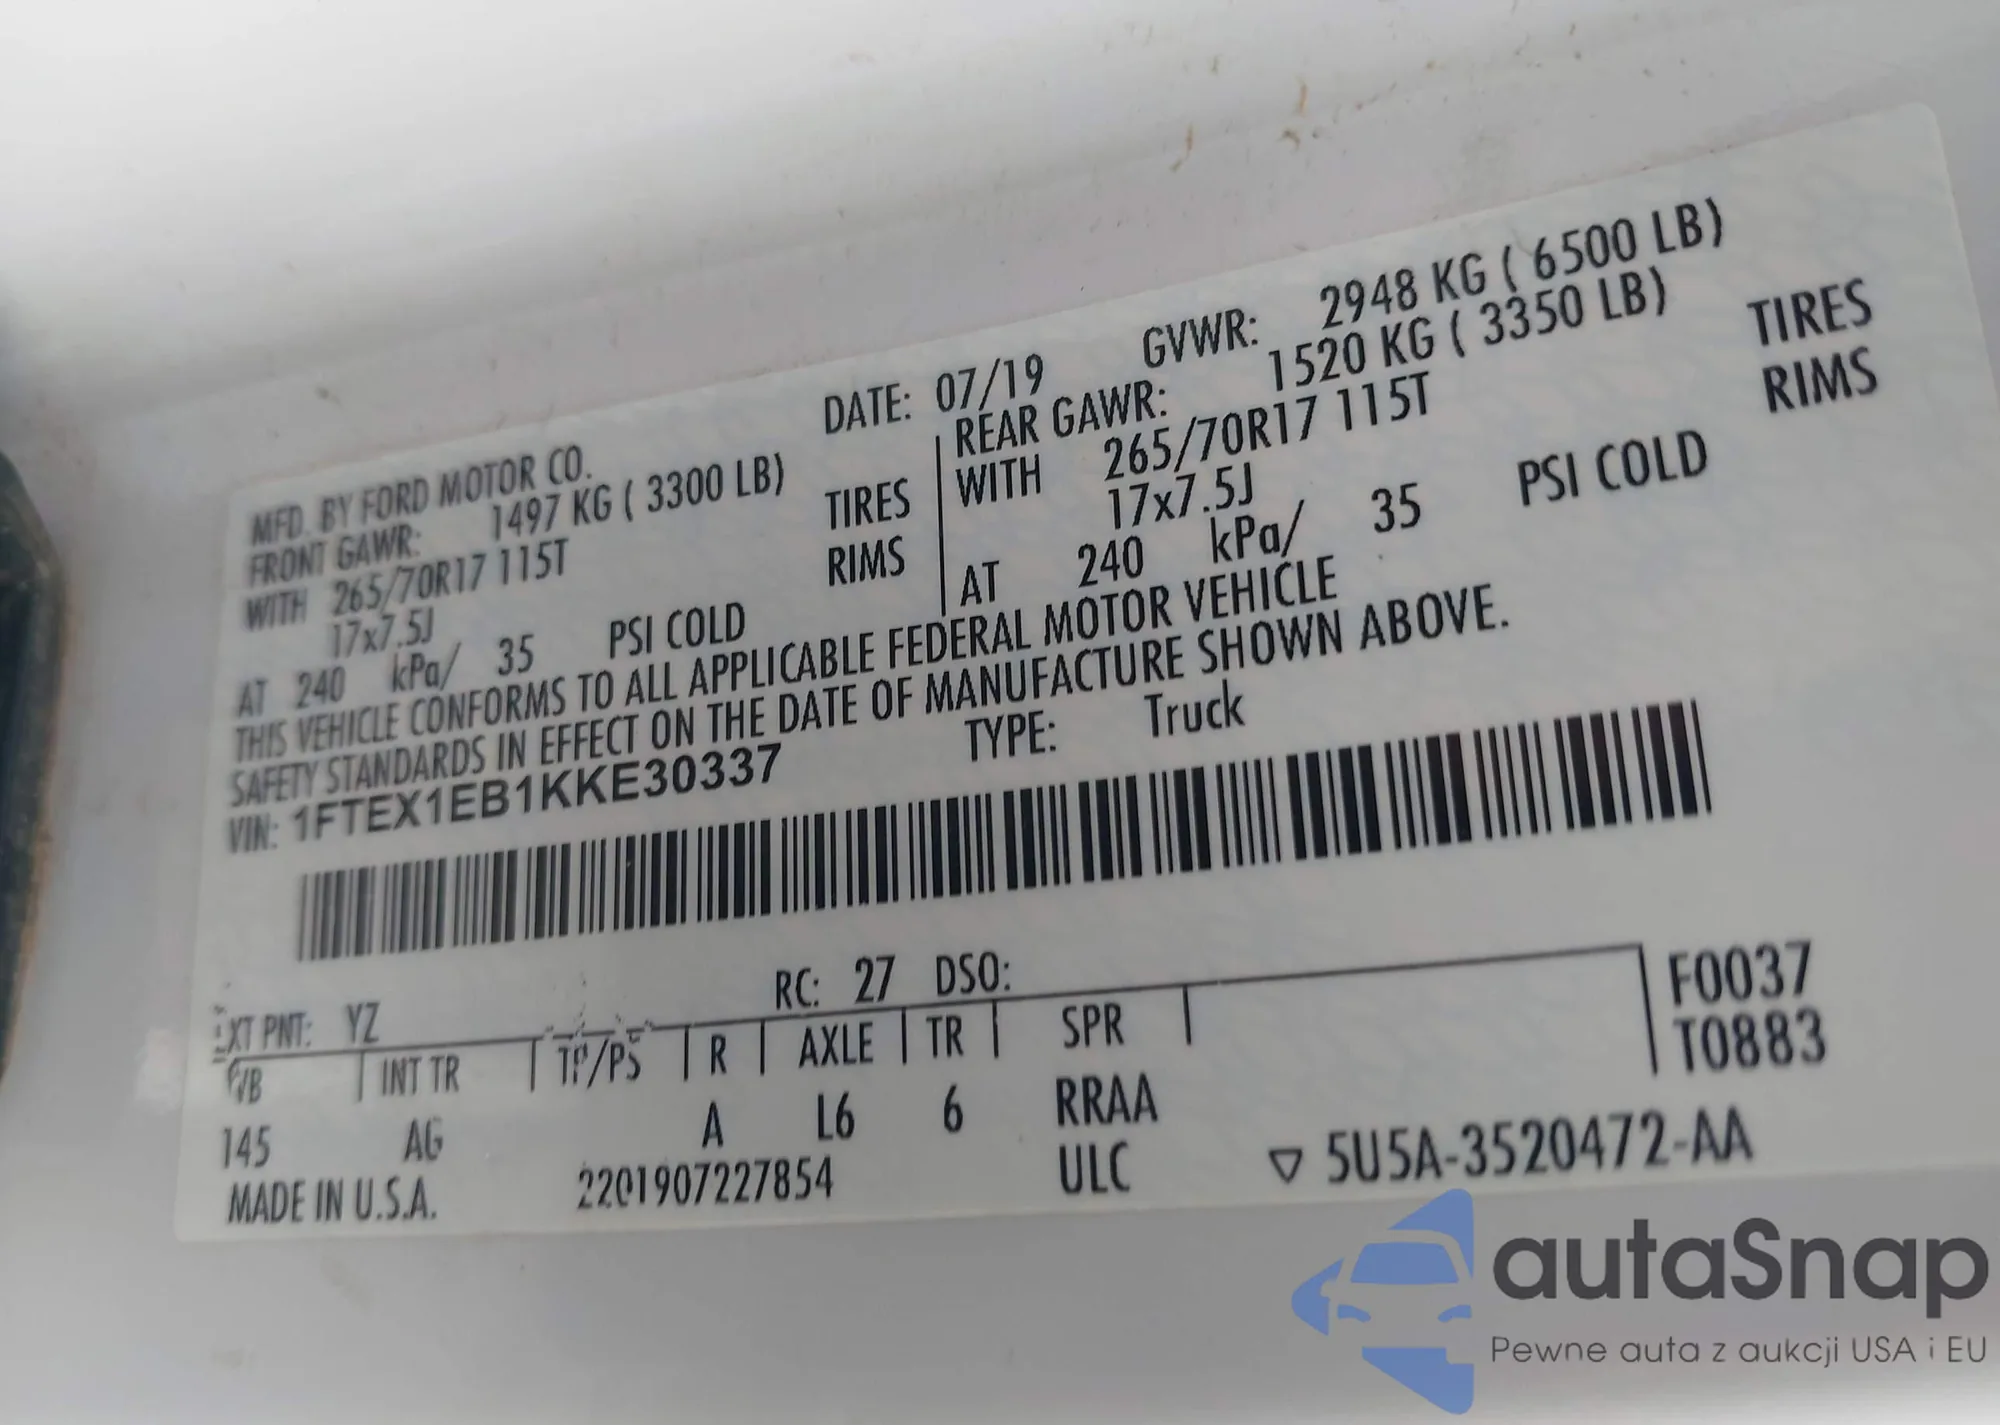 MFD. BY FORD MOTOR CO. DATE: 07/19 GVWR: 2948 KG ( 6500 LB)
FRONT GAWR: 1497 KG ( 3300 LB) REAR GAWR: 1520 KG ( 3350 LB)
WITH 265/70R17 115T TIRES WITH 265/70R17 115T TIRES
17x7.5J RIMS 17x7.5J RIMS
AT 240 kPa/ 35 PSI COLD AT 240 kPa/ 35 PSI COLD
THIS VEHICLE CONFORMS TO ALL APPLICABLE FEDERAL MOTOR VEHICLE
SAFETY STANDARDS IN EFFECT ON THE DATE OF MANUFACTURE SHOWN ABOVE.
VIN: 1FTEX1EB1KKE30337 TYPE: Truck
EXT PNT: YZ RC: 27 DSO: F0037
WB INT TR TP/PS R AXLE TR SPR T0883
145 AG A L6 6 RRAA
MADE IN U.S.A. 2201907227854 ULC ▽ 5U5A-3520472-AA
autaSnap
Pewne auta z aukcji USA i EU